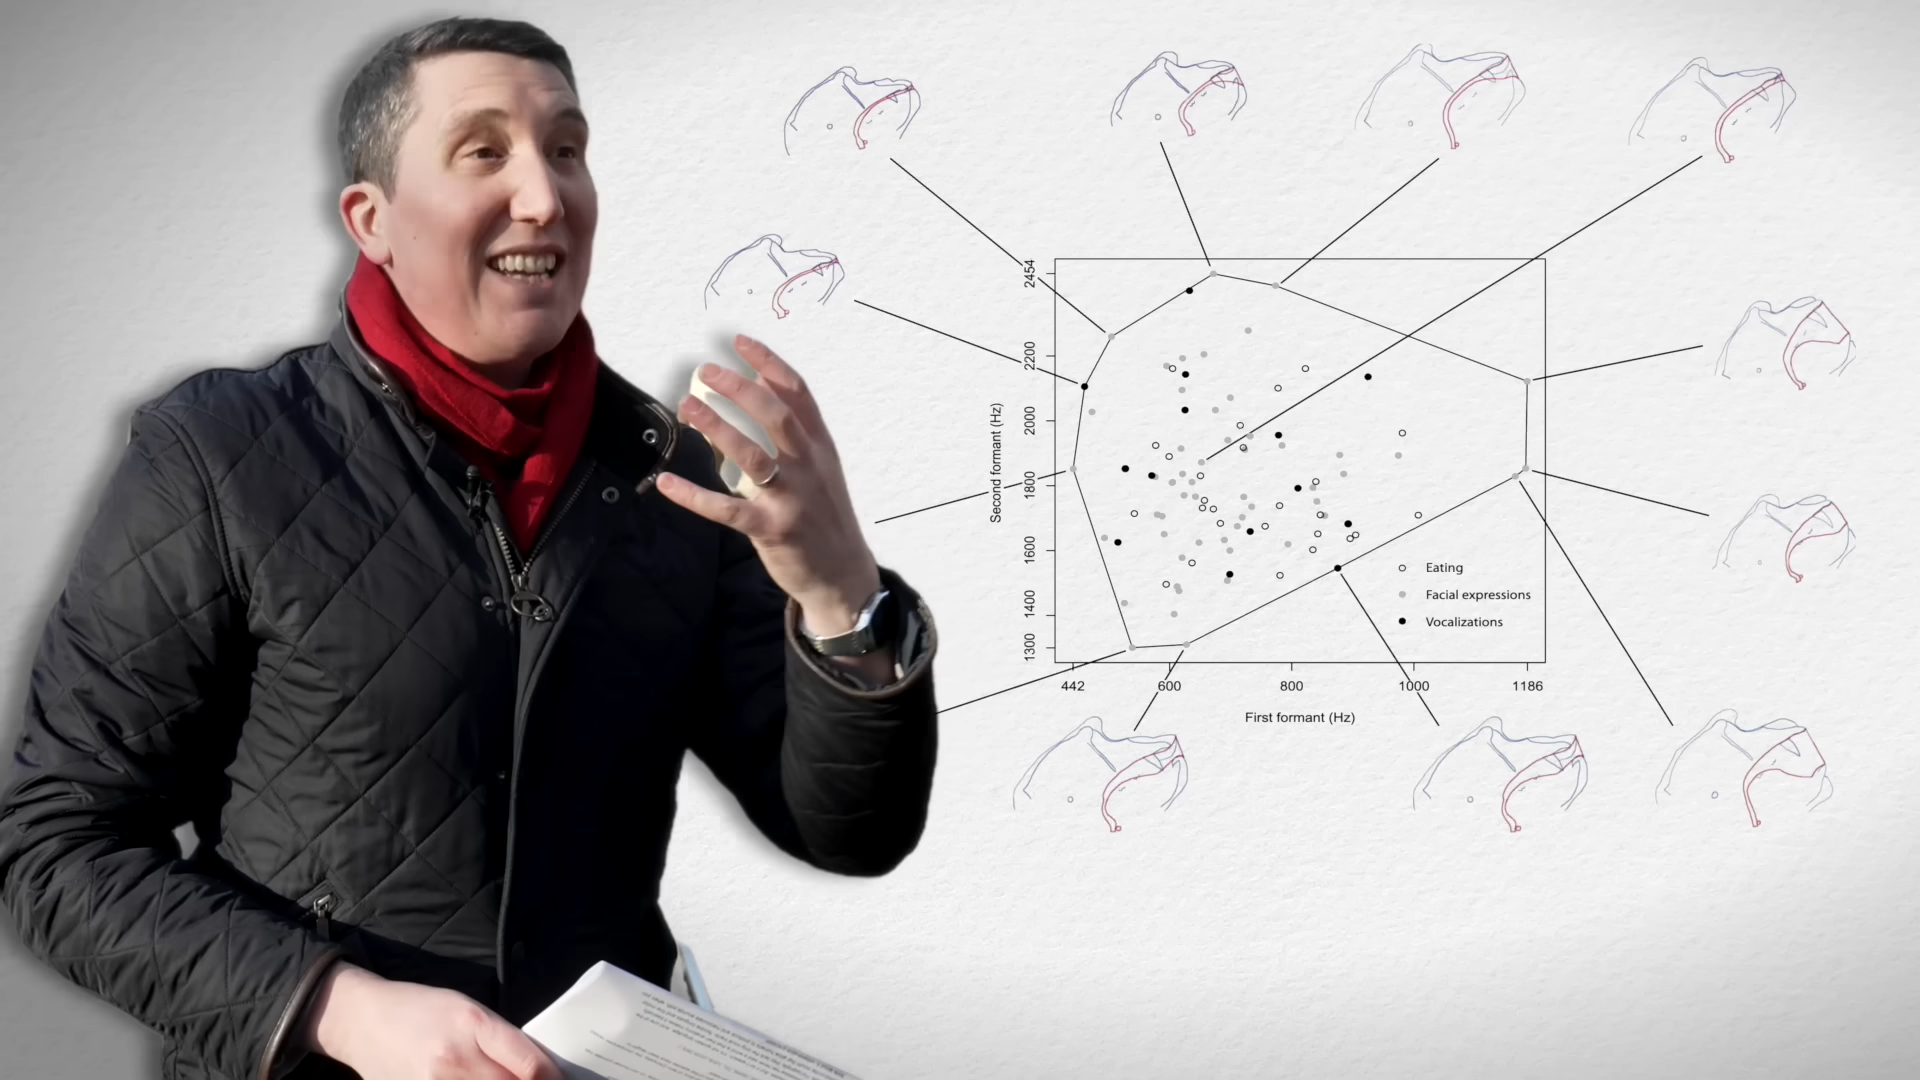 2454
2200
2000
1800
1600
1400
1300
Second formant (Hz)
Eating
Facial expressions
Vocalizations
442
600
800
1000
1186
First formant (Hz)